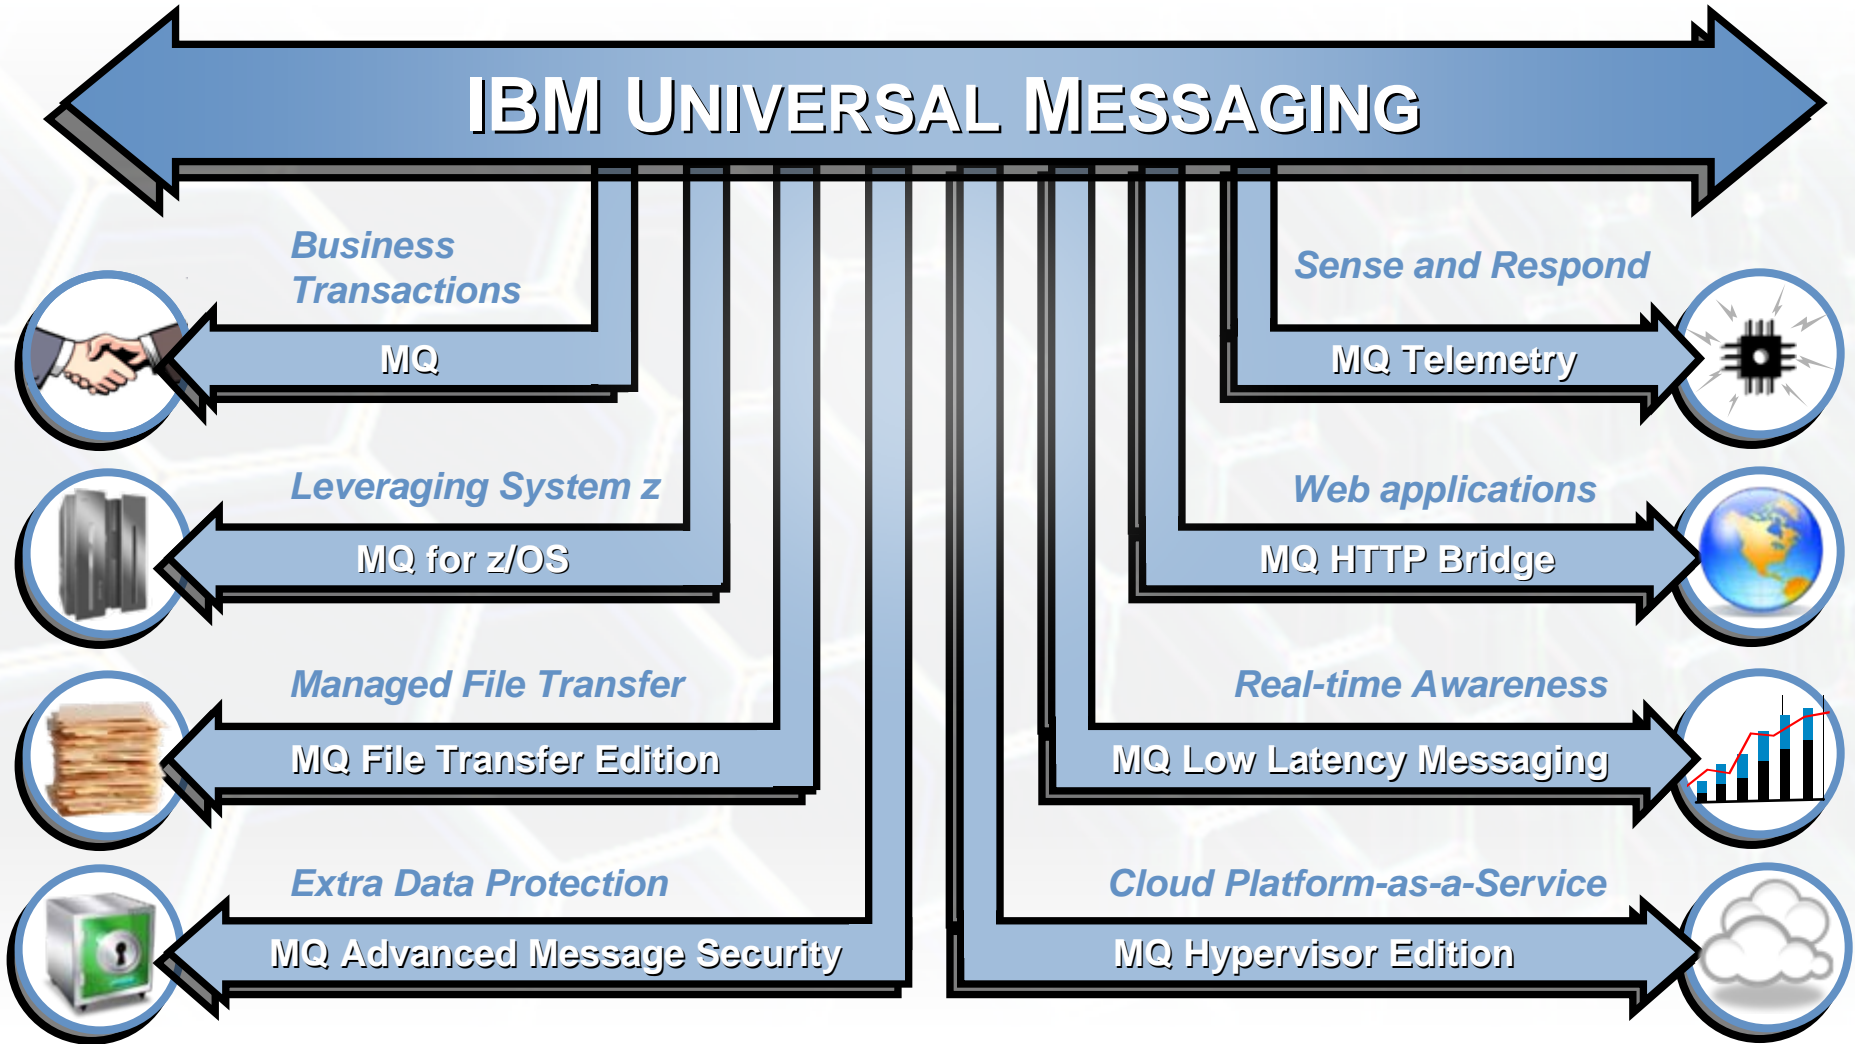 IBM UNIVERSAL MESSAGING
Business
Transactions
MQ
Leveraging System z
MQ for z/OS
Managed File Transfer
MQ File Transfer Edition
Extra Data Protection
MQ Advanced Message Security
Sense and Respond
MQ Telemetry
Web applications
MQ HTTP Bridge
Real-time Awareness
MQ Low Latency Messaging
Cloud Platform-as-a-Service
MQ Hypervisor Edition